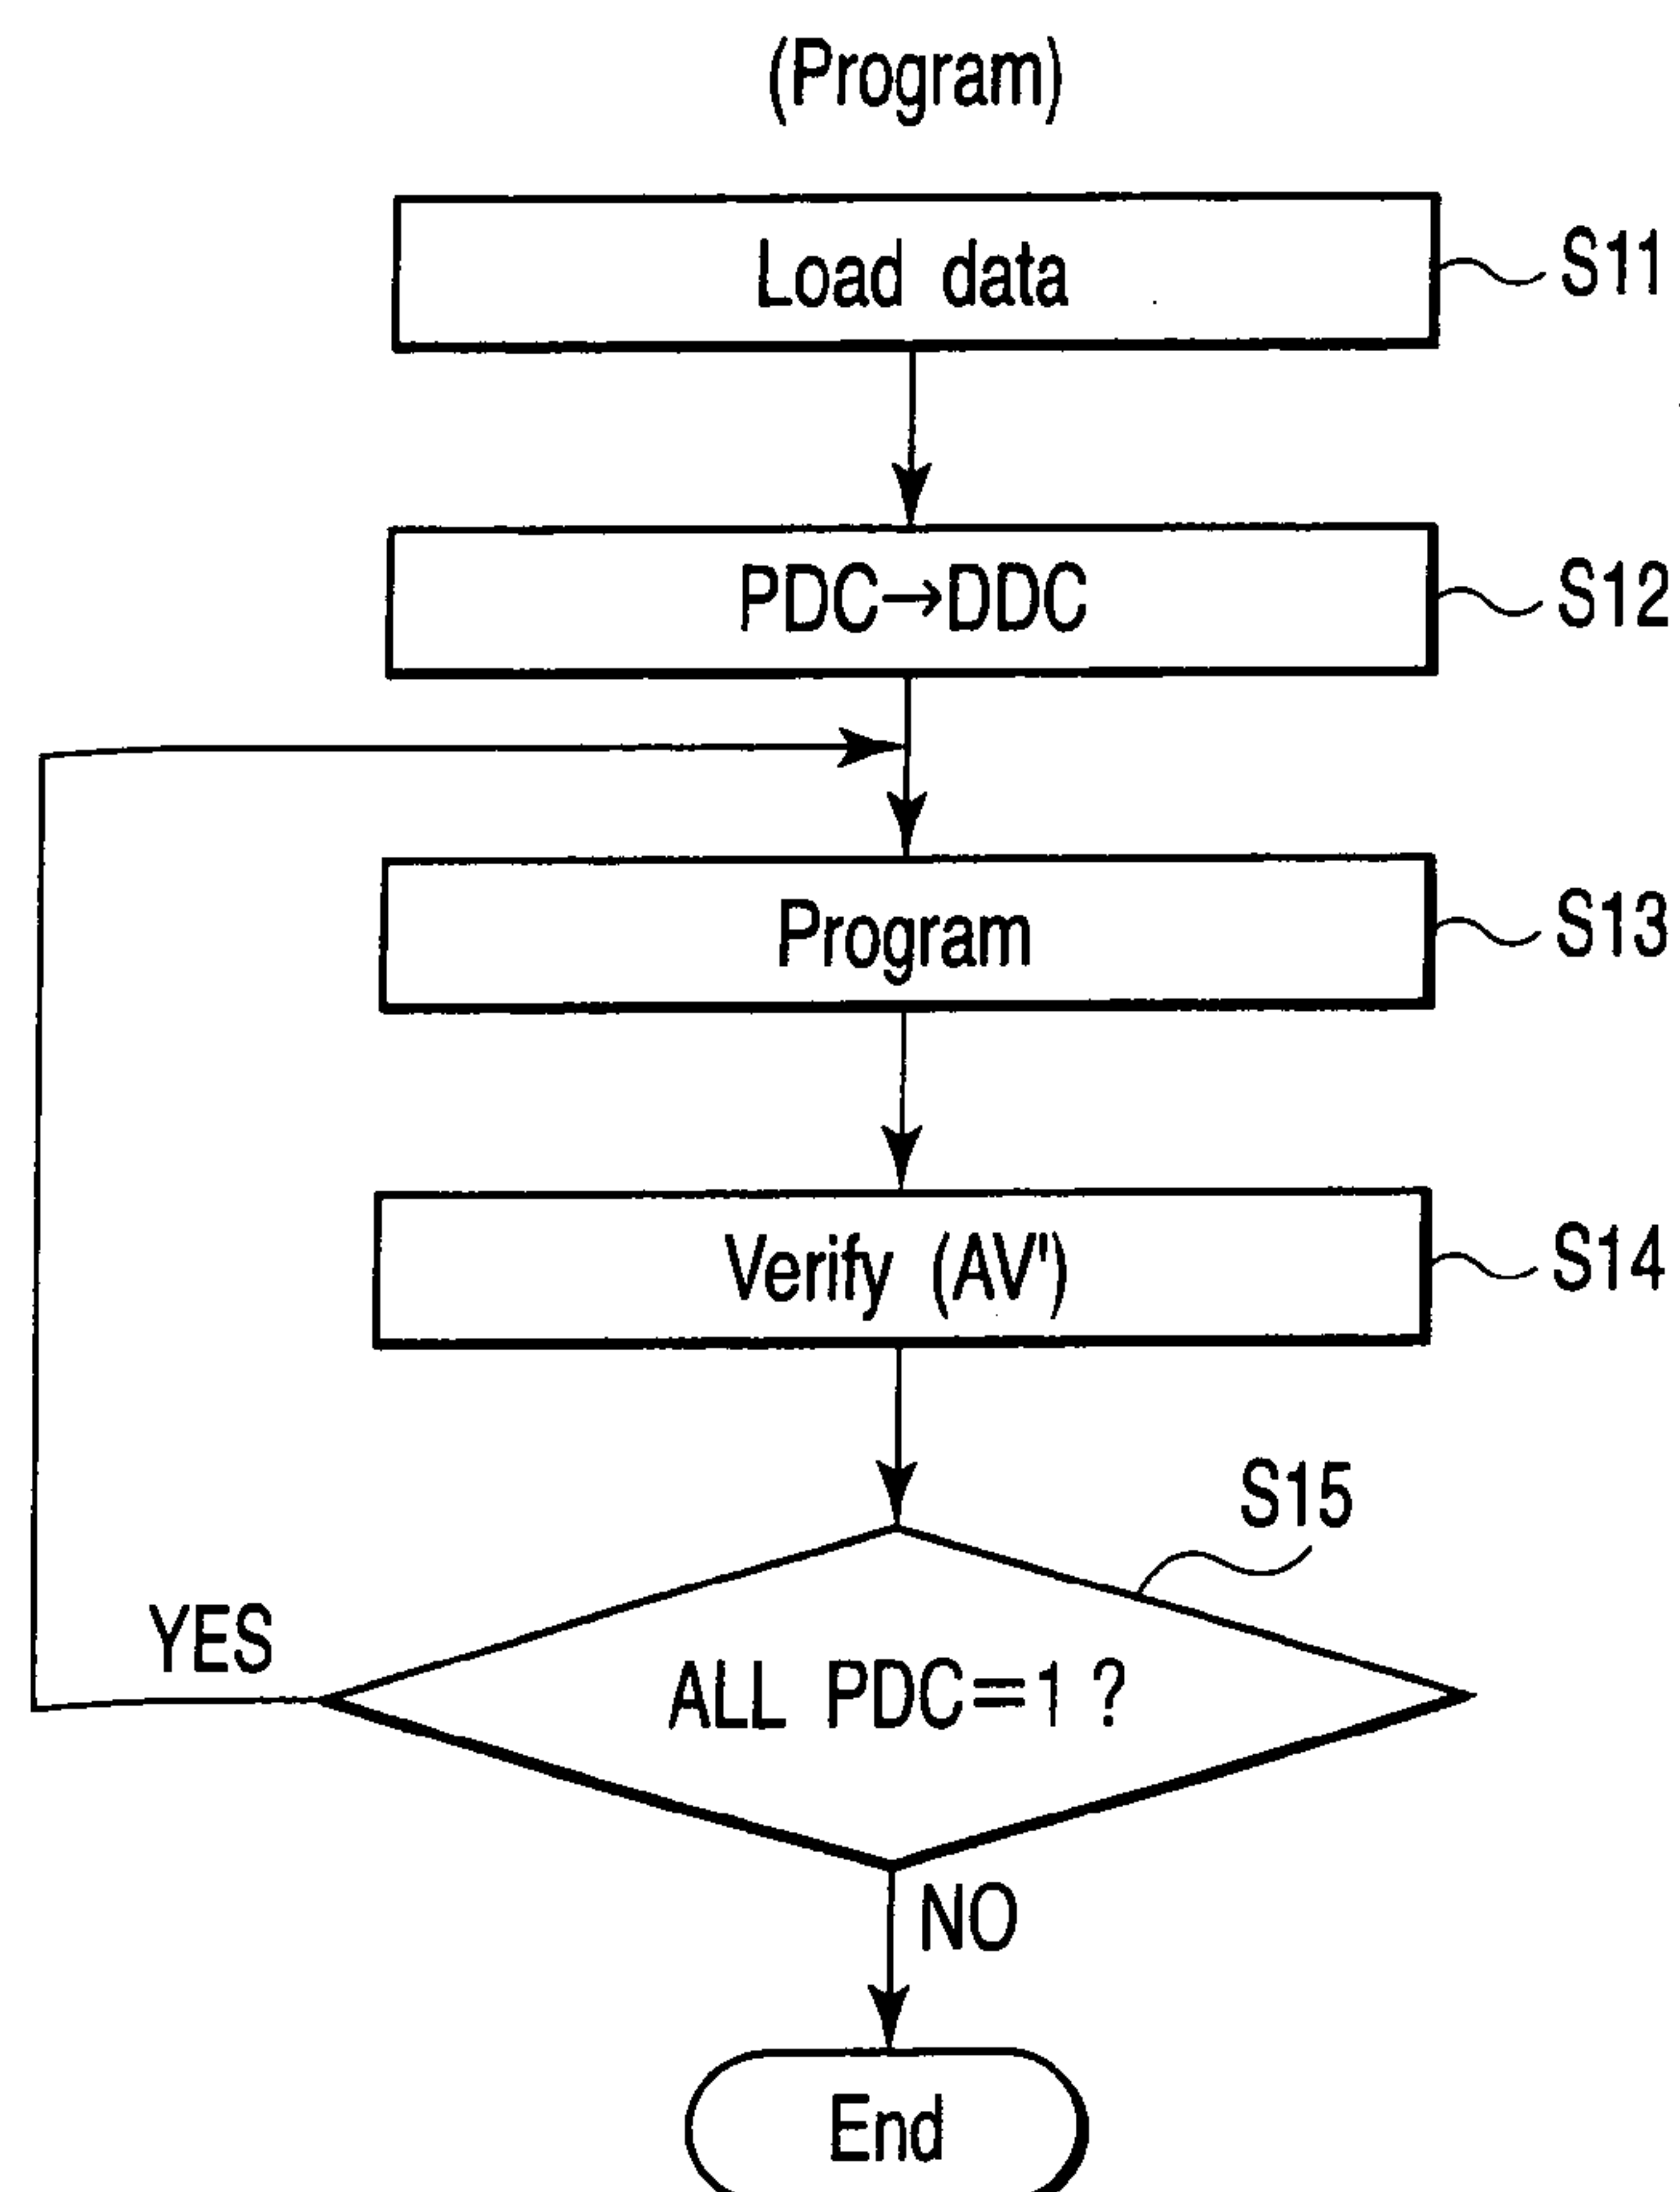 (Program)
Load data
S11
PDC→DDC
S12
Program
S13
Verify (AV')
S14
S15
YES
ALL PDC=1 ?
NO
End